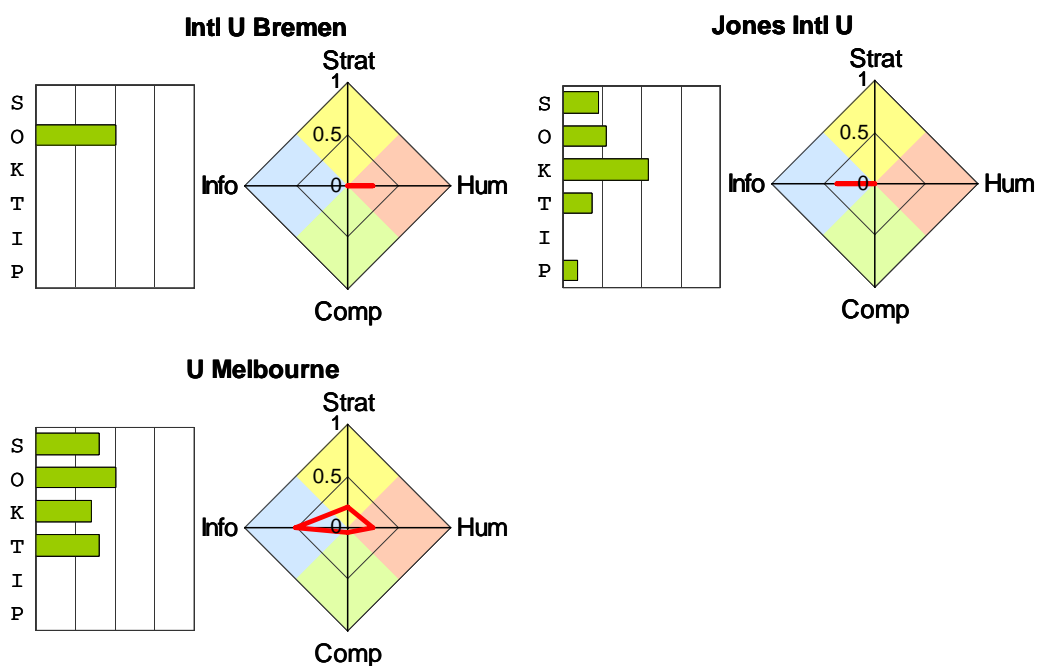 Intl U Bremen
S
O
K
T
I
P
Strat
1
0.5
Info
0
Hum
Comp
Jones Intl U
S
O
K
T
I
P
Strat
1
0.5
Info
0
Hum
Comp
U Melbourne
S
O
K
T
I
P
Strat
1
0.5
Info
0
Hum
Comp